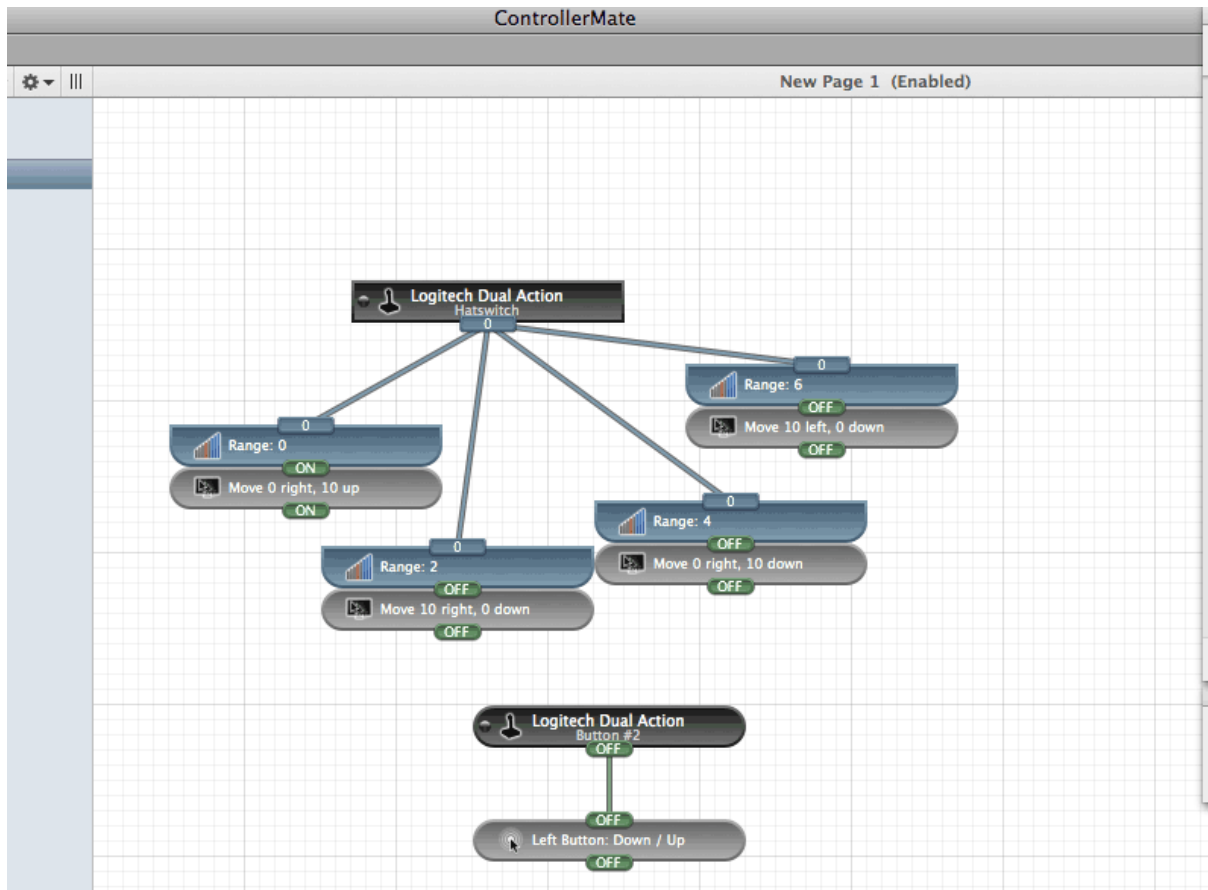 ControllerMate
New Page 1 (Enabled)
Logitech Dual Action
Hatswitch
0
0
Range: 6
OFF
Move 10 left, 0 down
OFF
0
Range: 0
ON
Move 0 right, 10 up
ON
0
Range: 4
OFF
Move 0 right, 10 down
OFF
0
Range: 2
OFF
Move 10 right, 0 down
OFF
Logitech Dual Action
Button #2
OFF
OFF
Left Button: Down / Up
OFF